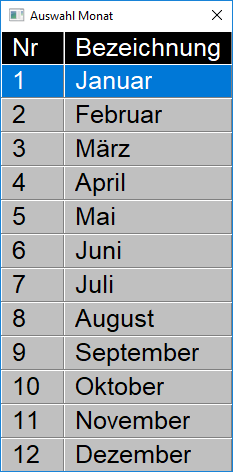 Auswahl Monat
Nr Bezeichnung
1 Januar
2 Februar
3 März
4 April
5 Mai
6 Juni
7 Juli
8 August
9 September
10 Oktober
11 November
12 Dezember